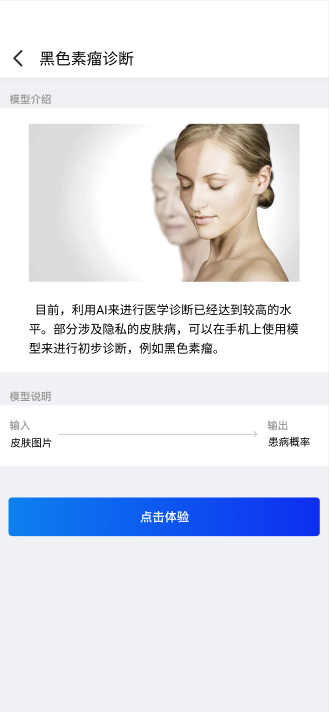 黑色素瘤诊断
模型介绍
目前，利用AI来进行医学诊断已经达到较高的水
平。部分涉及隐私的皮肤病，可以在手机上使用模
型来进行初步诊断，例如黑色素瘤。
模型说明
输入 输出
皮肤图片 患病概率
点击体验